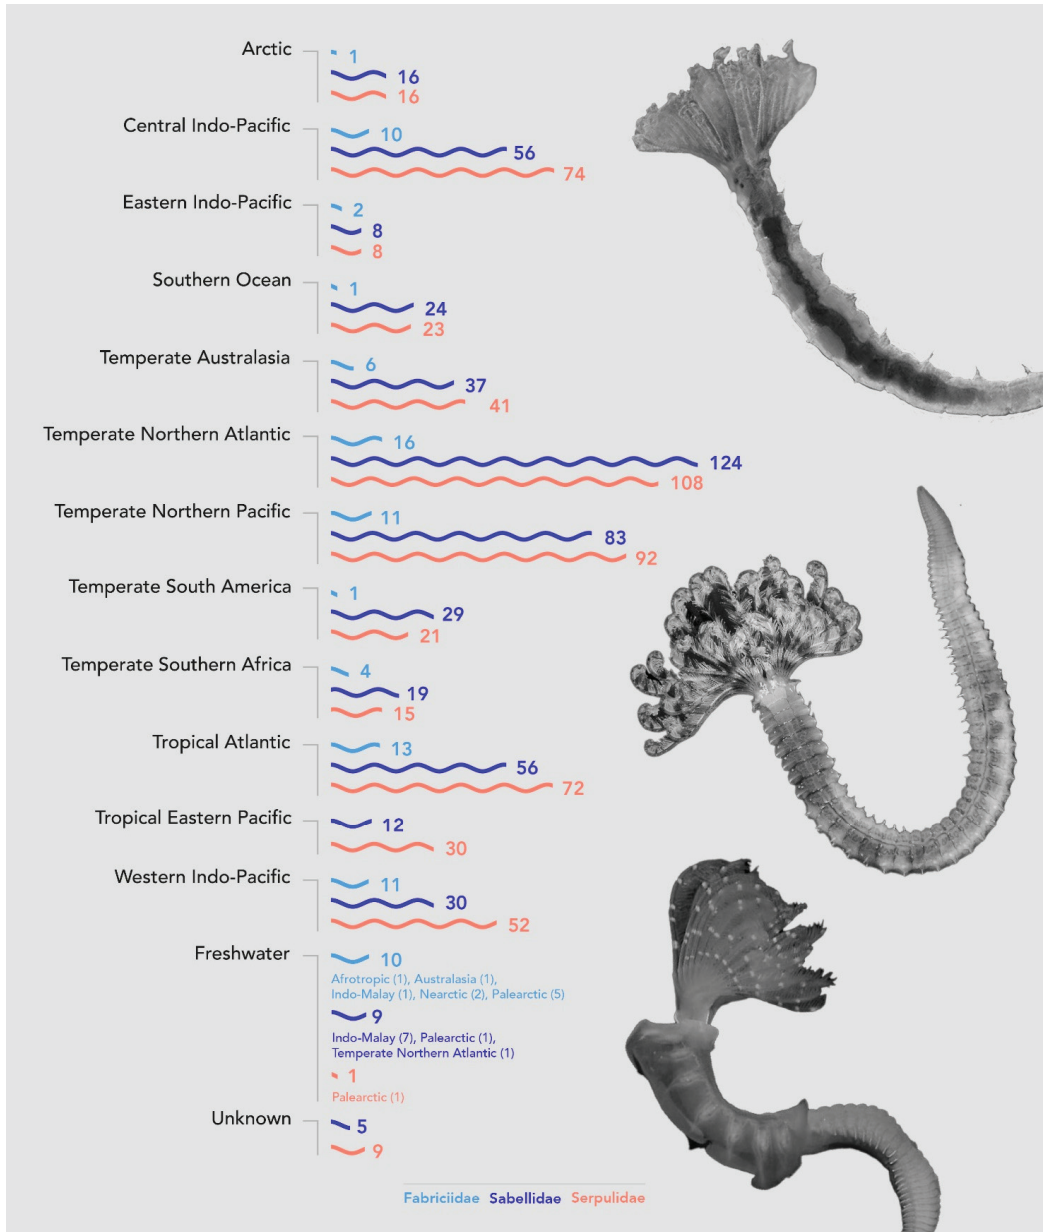 Arctic
1
16
16
Central Indo-Pacific
10
56
74
Eastern Indo-Pacific
2
8
8
Southern Ocean
1
24
23
Temperate Australasia
6
37
41
Temperate Northern Atlantic
16
124
108
Temperate Northern Pacific
11
83
92
Temperate South America
1
29
21
Temperate Southern Africa
4
19
15
Tropical Atlantic
13
56
72
Tropical Eastern Pacific
12
30
Western Indo-Pacific
11
30
52
Freshwater
10
Afrotropic (1), Australasia (1),
Indo-Malay (1), Nearctic (2), Palearctic (5)
9
Indo-Malay (7), Palearctic (1),
Temperate Northern Atlantic (1)
1
Palearctic (1)
Unknown
5
9
Fabriciidae Sabellidae Serpulidae